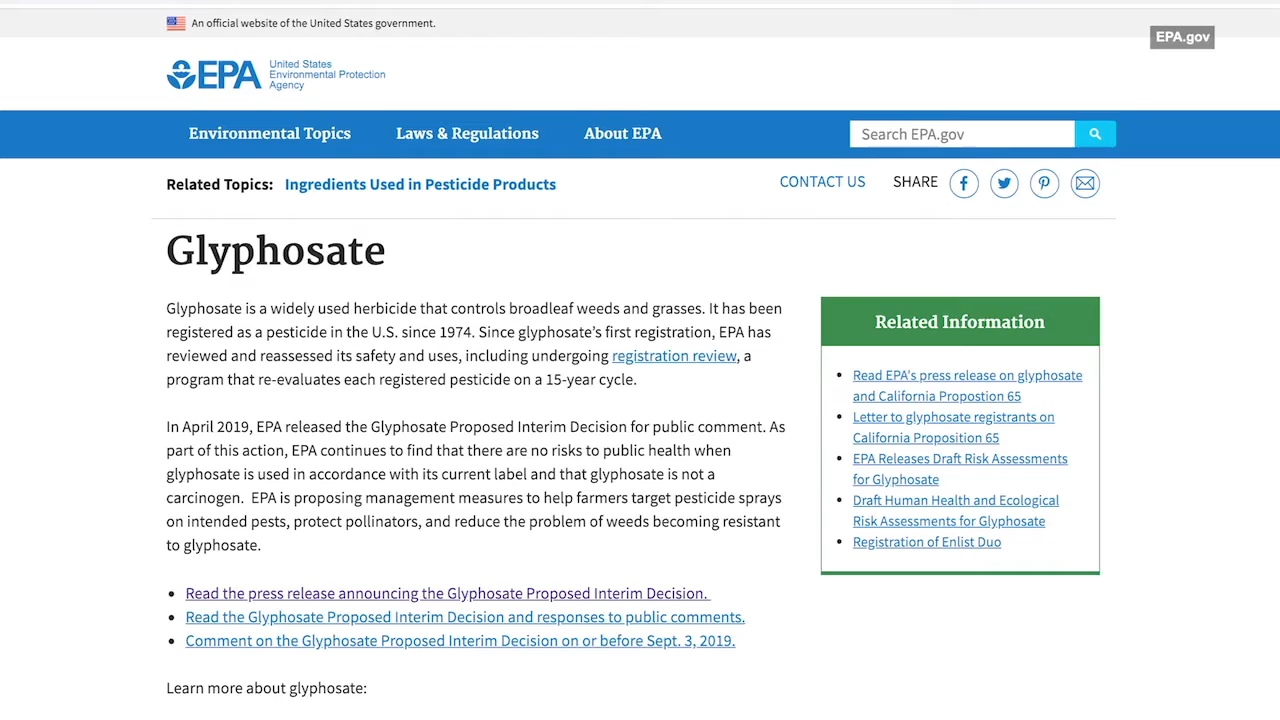 An official website of the United States government.
EPA.gov
EPA
United States
Environmental Protection
Agency
Environmental Topics
Laws & Regulations
About EPA
Search EPA.gov
Related Topics:
Ingredients Used in Pesticide Products
CONTACT US
SHARE
Glyphosate
Glyphosate is a widely used herbicide that controls broadleaf weeds and grasses. It has been
registered as a pesticide in the U.S. since 1974. Since glyphosate’s first registration, EPA has
reviewed and reassessed its safety and uses, including undergoing registration review, a
program that re-evaluates each registered pesticide on a 15-year cycle.
In April 2019, EPA released the Glyphosate Proposed Interim Decision for public comment. As
part of this action, EPA continues to find that there are no risks to public health when
glyphosate is used in accordance with its current label and that glyphosate is not a
carcinogen. EPA is proposing management measures to help farmers target pesticide sprays
on intended pests, protect pollinators, and reduce the problem of weeds becoming resistant
to glyphosate.
• Read the press release announcing the Glyphosate Proposed Interim Decision.
• Read the Glyphosate Proposed Interim Decision and responses to public comments.
• Comment on the Glyphosate Proposed Interim Decision on or before Sept. 3, 2019.
Learn more about glyphosate:
Related Information
• Read EPA's press release on glyphosate
and California Propostion 65
• Letter to glyphosate registrants on
California Proposition 65
• EPA Releases Draft Risk Assessments
for Glyphosate
• Draft Human Health and Ecological
Risk Assessments for Glyphosate
• Registration of Enlist Duo